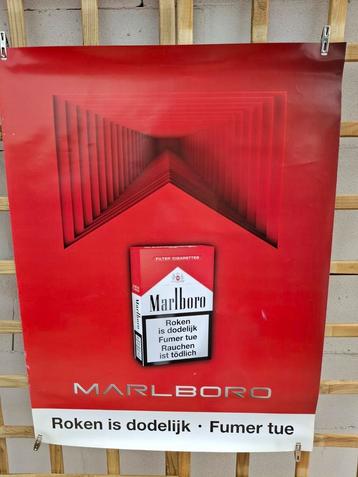 FILTER CIGARETTES
Marlboro
Roken
is dodelijk
Fumer tue
Rauchen
ist tödlich
MARLBORO
Roken is dodelijk · Fumer tue